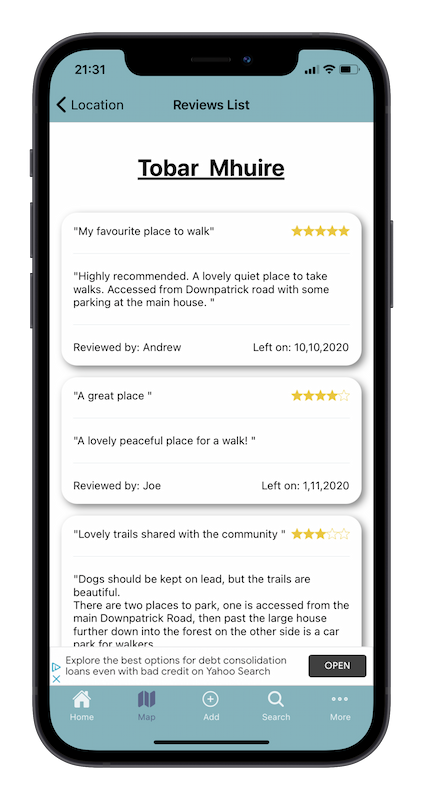 21:31
Location
Reviews List
Tobar Mhuire
"My favourite place to walk"
"Highly recommended. A lovely quiet place to take
walks. Accessed from Downpatrick road with some
parking at the main house. "
Reviewed by: Andrew
Left on: 10,10,2020
"A great place "
"A lovely peaceful place for a walk! "
Reviewed by: Joe
Left on: 1,11,2020
"Lovely trails shared with the community "
"Dogs should be kept on lead, but the trails are
beautiful.
There are two places to park, one is accessed from the
main Downpatrick Road, then past the large house
further down into the forest on the other side is a car
park for walkers
Explore the best options for debt consolidation
loans even with bad credit on Yahoo Search
OPEN
Home
Map
Add
Search
More